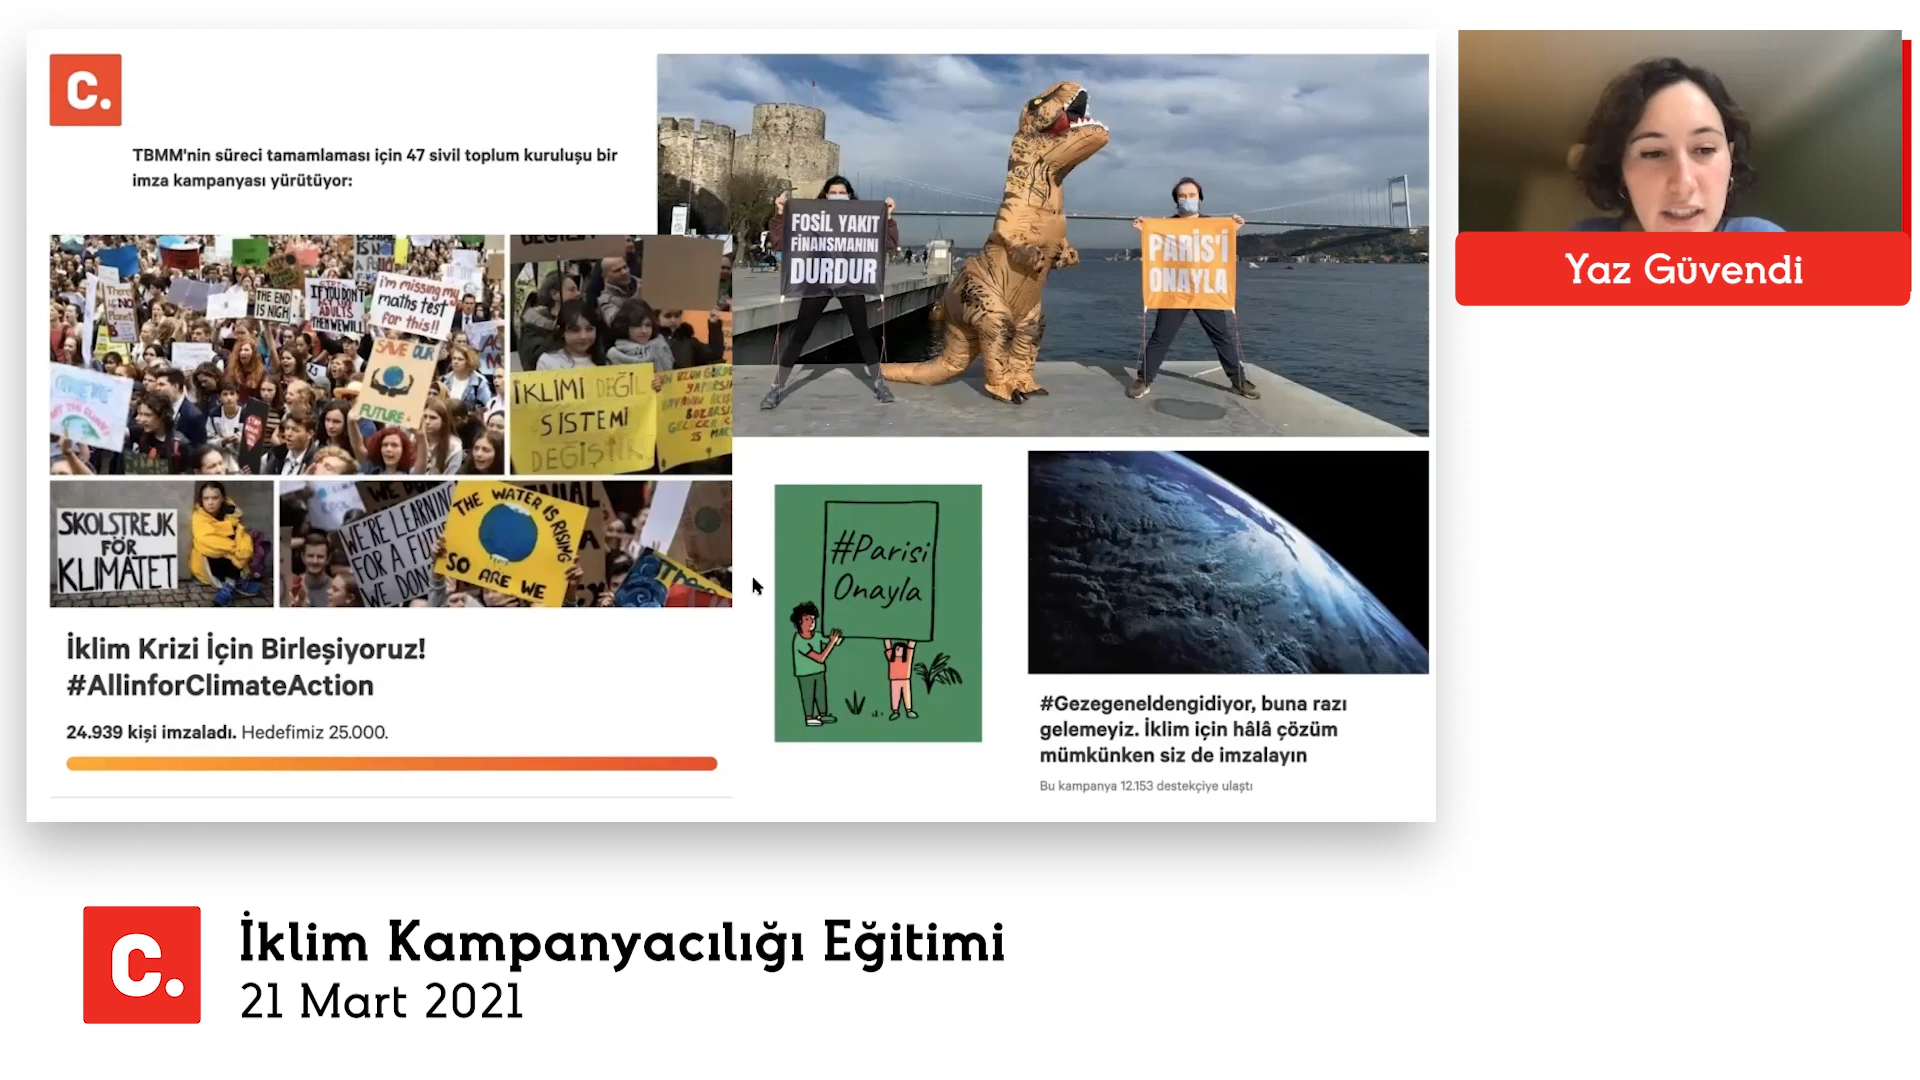 C.
TBMM'nin süreci tamamlaması için 47 sivil toplum kuruluşu bir
imza kampanyası yürütüyor:
FOSİL YAKIT
FİNANSMANINI
DURDUR
PARİS'İ
ONAYLA
THE END
IS NIGH
IF YOU DON'T
ADULTS
THEN WE WILL
i'm missing my
maths test
for this!!
SAVE OUR
FUTURE
İKLİMİ DEĞİL
SİSTEMİ
DEĞİŞTİR
SKOLSTREJK
FÖR
KLIMATET
WE'RE LEARNING
FOR A
WE DON'
THE WATER IS RISING
SO ARE WE
#Parisi
Onayla
İklim Krizi İçin Birleşiyoruz!
#AllinforClimateAction
24.939 kişi imzaladı. Hedefimiz 25.000.
#Gezegeneldengidiyor, buna razı
gelemeyiz. İklim için hâlâ çözüm
mümkünken siz de imzalayın
Bu kampanya 12.153 destekçiye ulaştı
Yaz Güvendi
C.
İklim Kampanyacılığı Eğitimi
21 Mart 2021